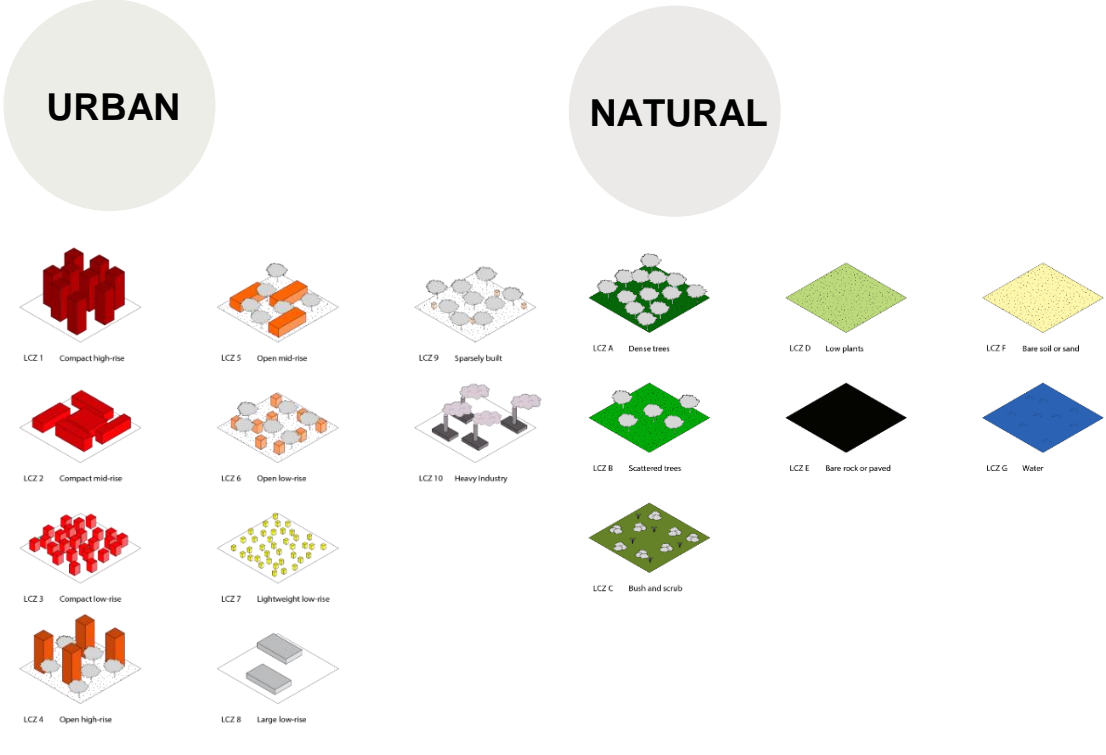 URBAN
NATURAL
LCZ 1 Compact high-rise
LCZ 5 Open mid-rise
LCZ 9 Sparsely built
LCZ A Dense trees
LCZ D Low plants
LCZ F Bare soil or sand
LCZ 2 Compact mid-rise
LCZ 6 Open low-rise
LCZ 10 Heavy Industry
LCZ B Scattered trees
LCZ E Bare rock or paved
LCZ G Water
LCZ 3 Compact low-rise
LCZ 7 Lightweight low-rise
LCZ C Bush and scrub
LCZ 4 Open high-rise
LCZ 8 Large low-rise